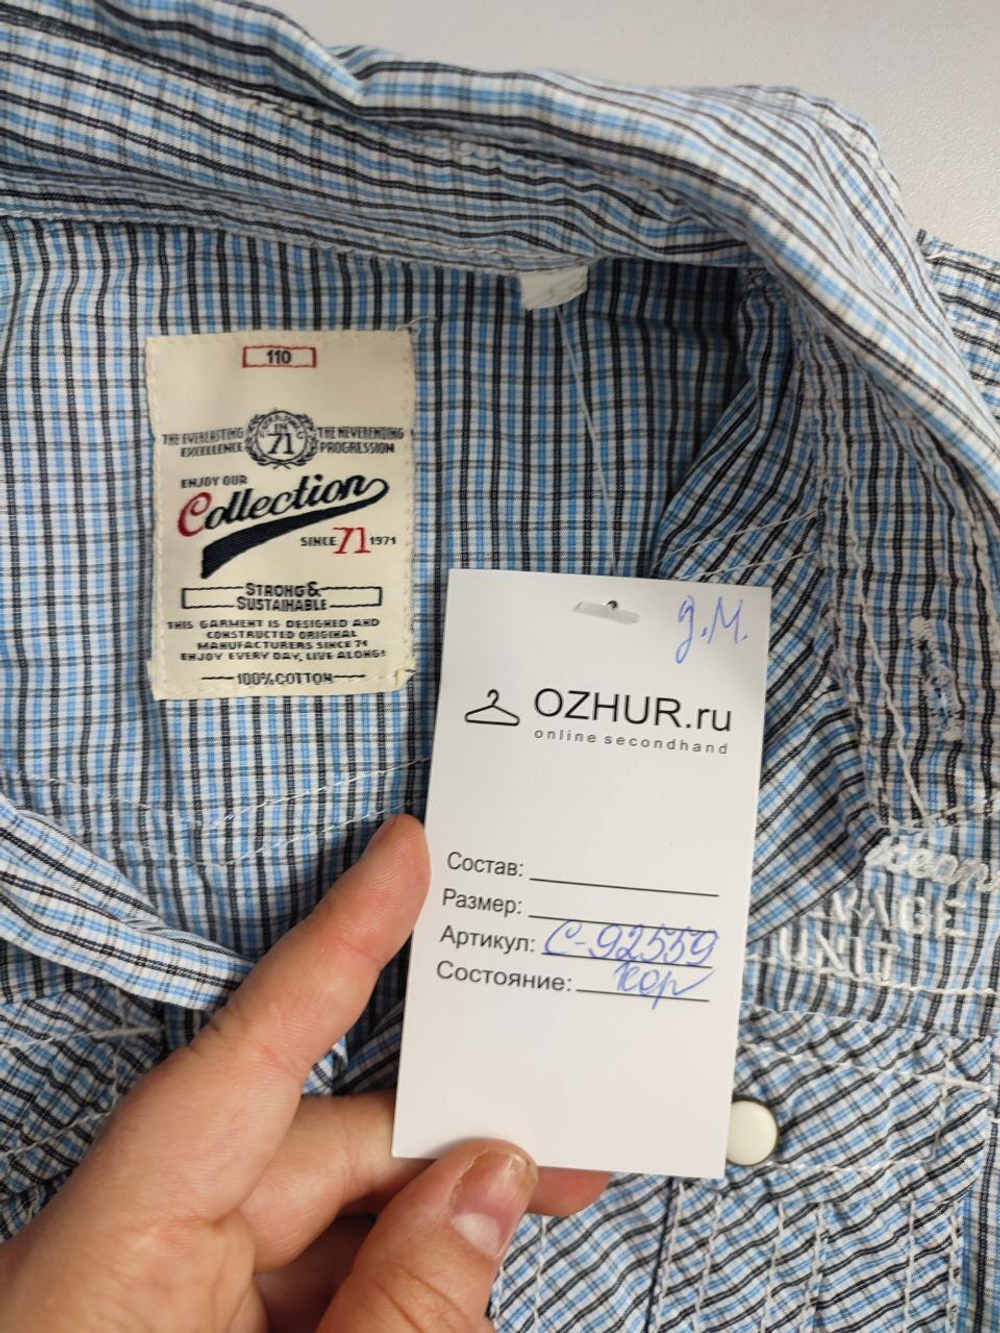 110
THE EVERLASTING
EXCELLENCE
71
THE NEVERENDING
PROGRESSION
ENJOY OUR
Collection
SINCE 71 1971
STRONG&
SUSTAINABLE
THIS GARMENT IS DESIGNED AND
CONSTRUCTED ORIGINAL
MANUFACTURERS SINCE 71
ENJOY EVERY DAY, LIVE ALONG!
100% COTTON
д.М.
OZHUR.ru
online secondhand
Состав:
Размер:
Артикул: С-92559
Состояние: кор